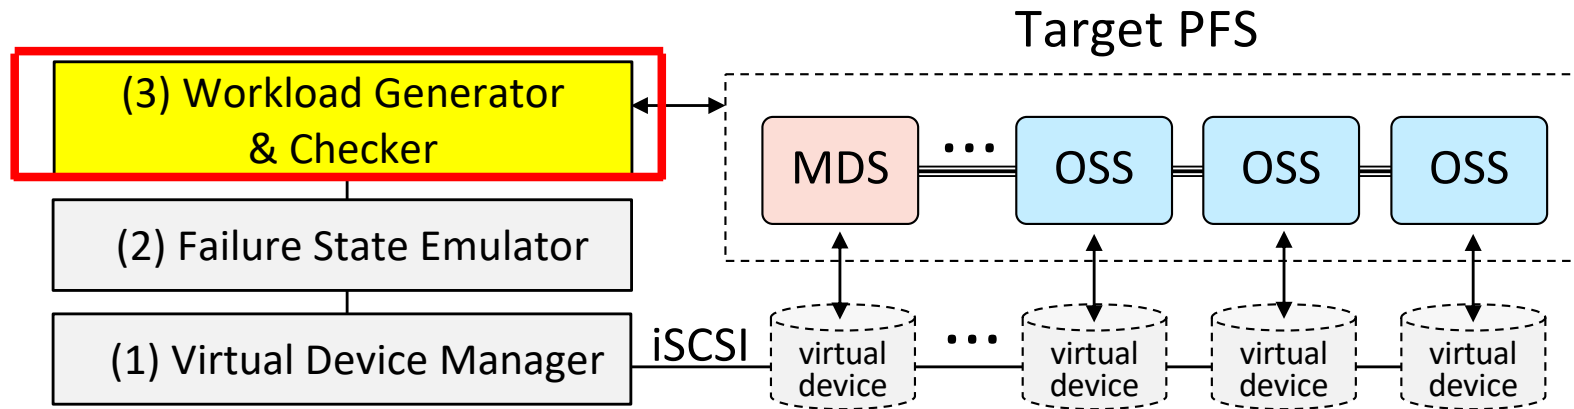 Target PFS
(3) Workload Generator
& Checker
MDS
...
OSS
OSS
OSS
(2) Failure State Emulator
(1) Virtual Device Manager
iSCSI
virtual
device
...
virtual
device
virtual
device
virtual
device